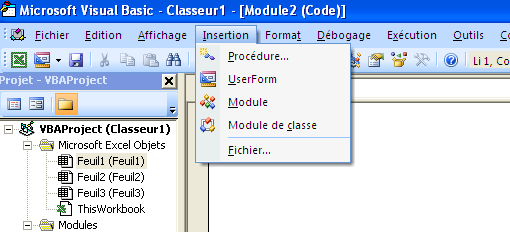 Microsoft Visual Basic - Classeur1 - [Module2 (Code)]
Fichier Edition Affichage Insertion Format Débogage Exécution Outils
Li 1, Co
Projet - VBAProject
Procédure...
UserForm
Module
Module de classe
Fichier...
VBAProject (Classeur1)
Microsoft Excel Objets
Feuil1 (Feuil1)
Feuil2 (Feuil2)
Feuil3 (Feuil3)
ThisWorkbook
Modules